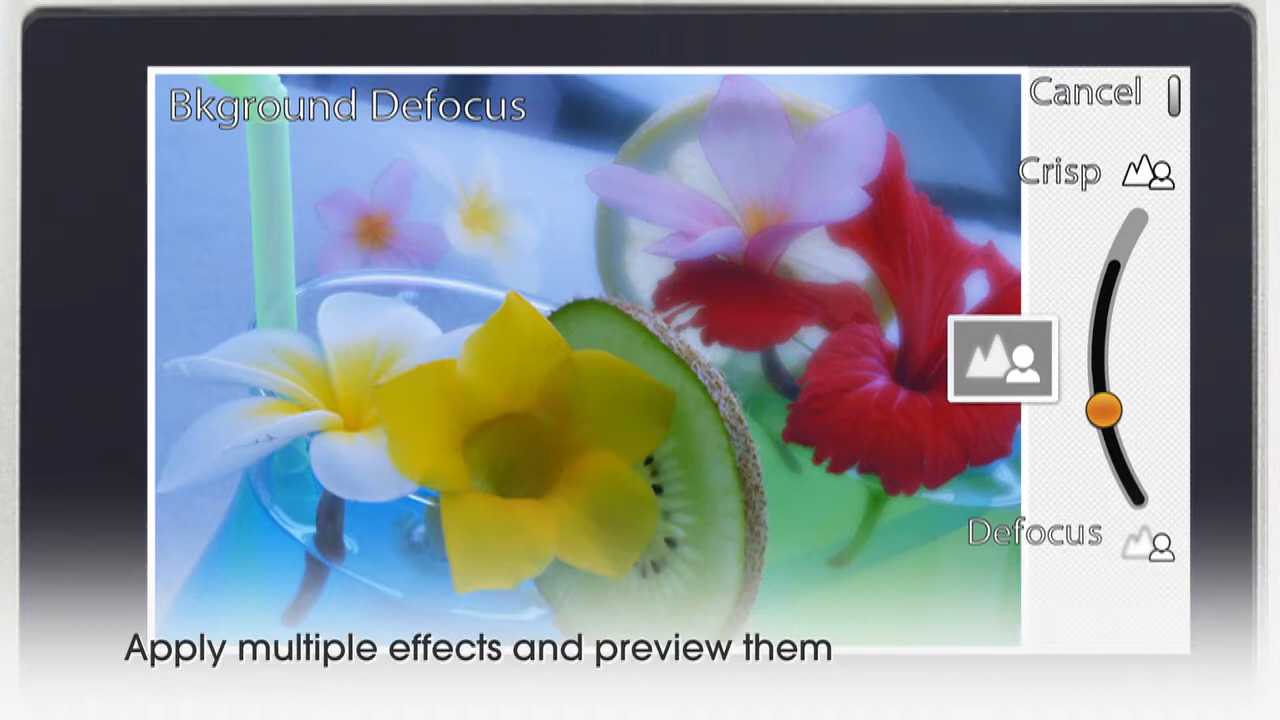 Bkground Defocus
Cancel
Crisp
Defocus
Apply multiple effects and preview them